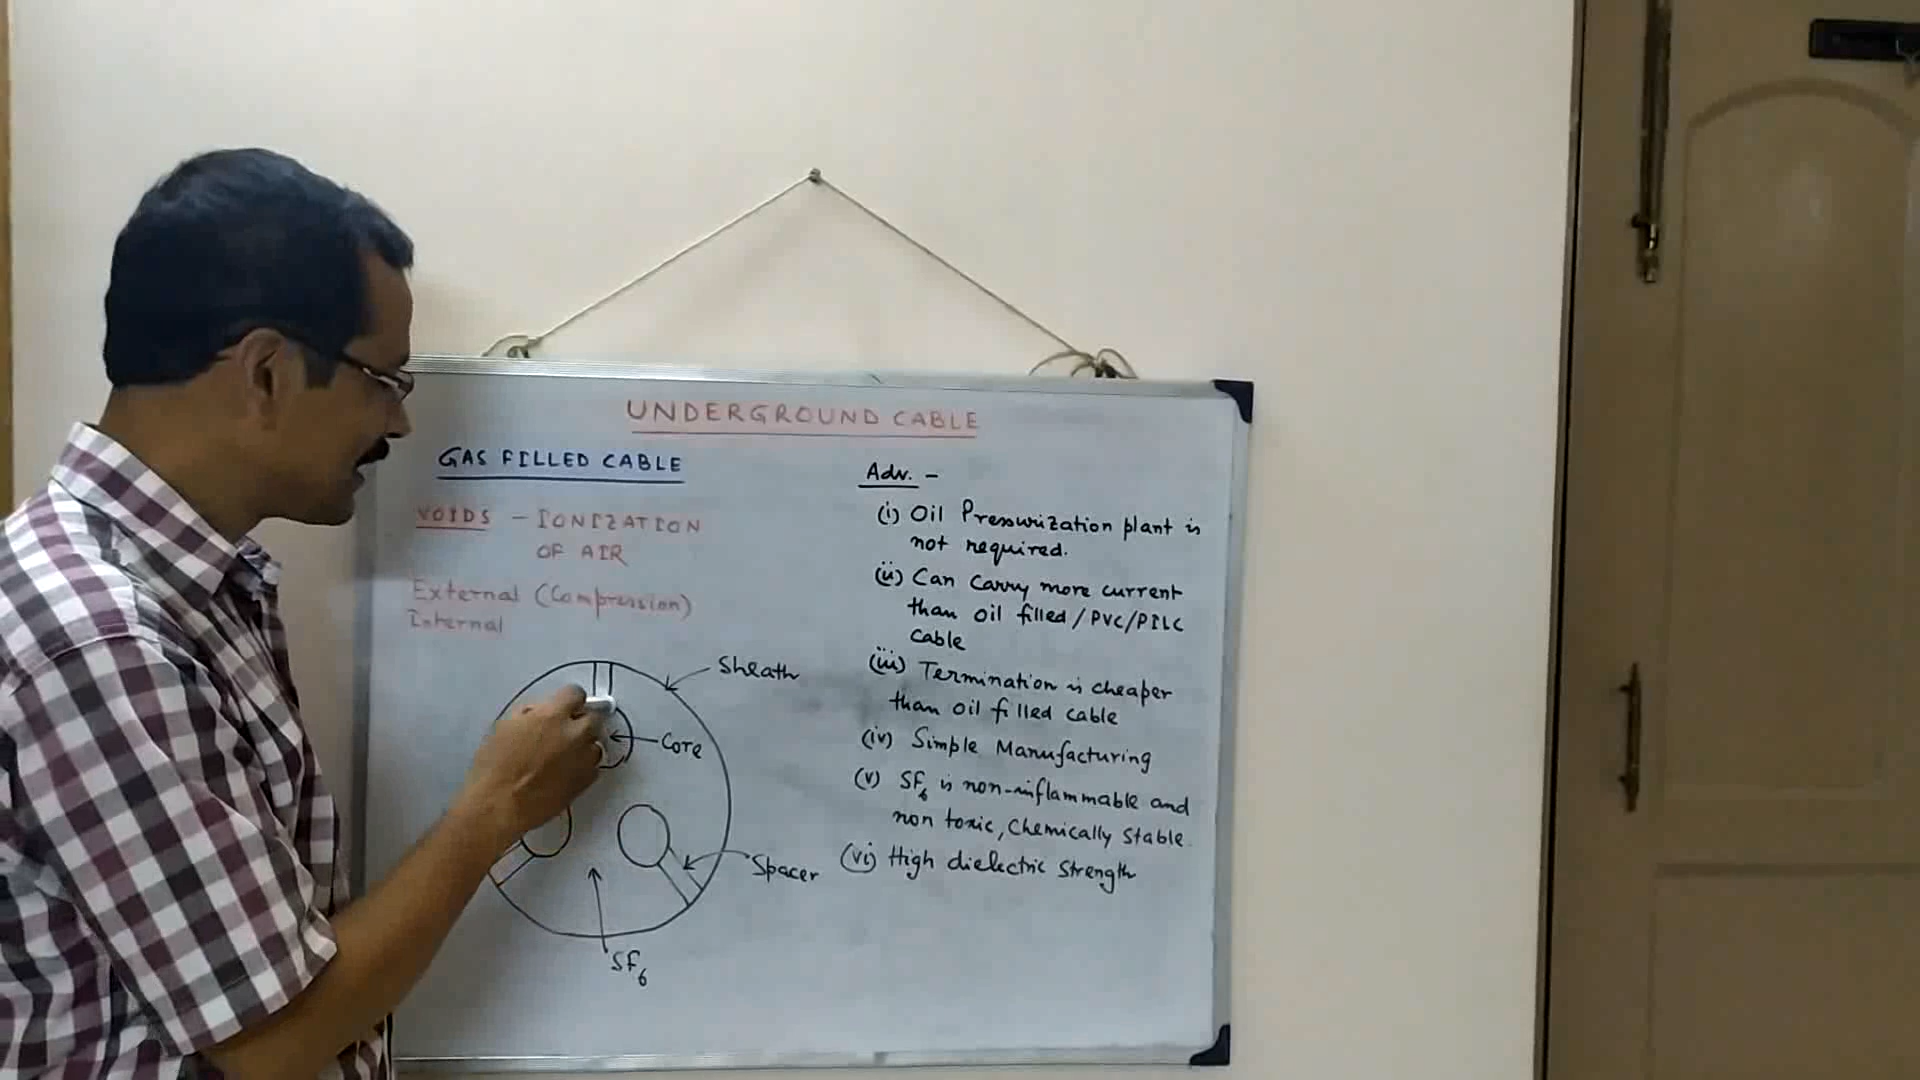 UNDERGROUND CABLE
GAS FILLED CABLE
VOIDS - IONIZATION
OF AIR
External (Compression)
Internal
Sheath
Core
Spacer
SF6
Adv. -
(i) Oil Pressurization plant is
not required.
(ii) Can Carry more current
than oil filled/PVC/PILC
Cable
(iii) Termination is cheaper
than oil filled cable
(iv) Simple Manufacturing
(v) SF6 is non-inflammable and
non toxic, Chemically Stable.
(vi) High dielectric Strength